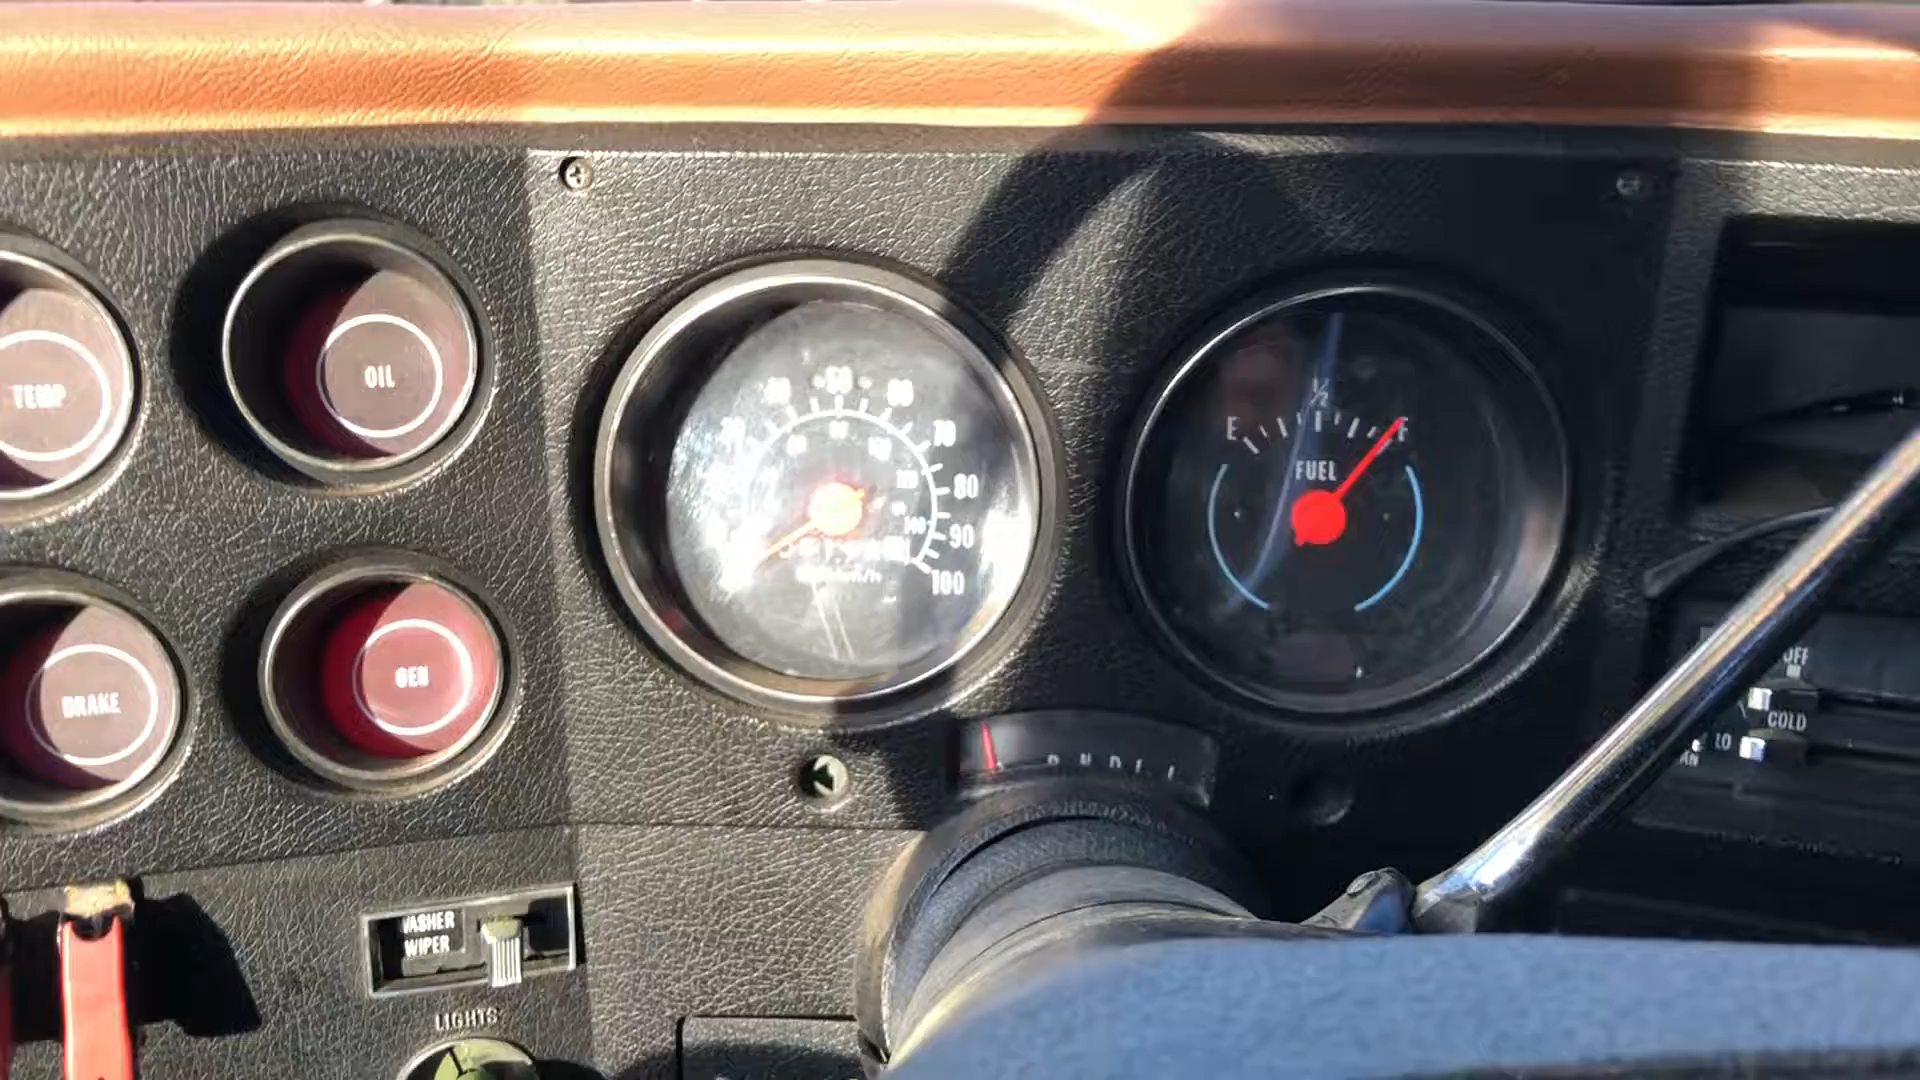 TEMP
OIL
BRAKE
GEN
50
60
70
80
90
100
km/h
E
1/2
F
FUEL
R N D L L
WASHER
WIPER
LIGHTS
OFF
COLD
LO